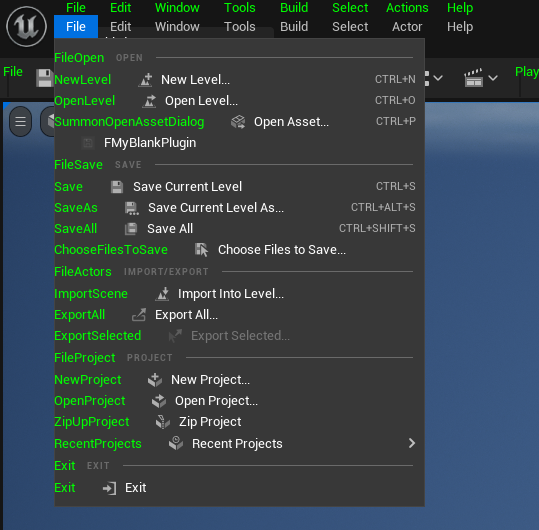 File Edit Window Tools Build Select Actions Help
File Edit Window Tools Build Select Actor Help
File Play
FileOpen OPEN
NewLevel New Level... CTRL+N
OpenLevel Open Level... CTRL+O
SummonOpenAssetDialog Open Asset... CTRL+P
FMyBlankPlugin
FileSave SAVE
Save Save Current Level CTRL+S
SaveAs Save Current Level As... CTRL+ALT+S
SaveAll Save All CTRL+SHIFT+S
ChooseFilesToSave Choose Files to Save...
FileActors IMPORT/EXPORT
ImportScene Import Into Level...
ExportAll Export All...
ExportSelected Export Selected...
FileProject PROJECT
NewProject New Project...
OpenProject Open Project...
ZipUpProject Zip Project
RecentProjects Recent Projects
Exit EXIT
Exit Exit